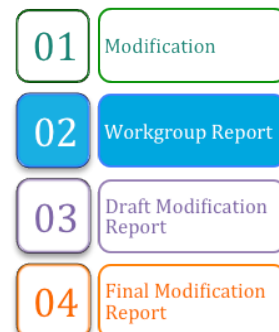 01 Modification
02 Workgroup Report
03 Draft Modification
Report
04 Final Modification
Report